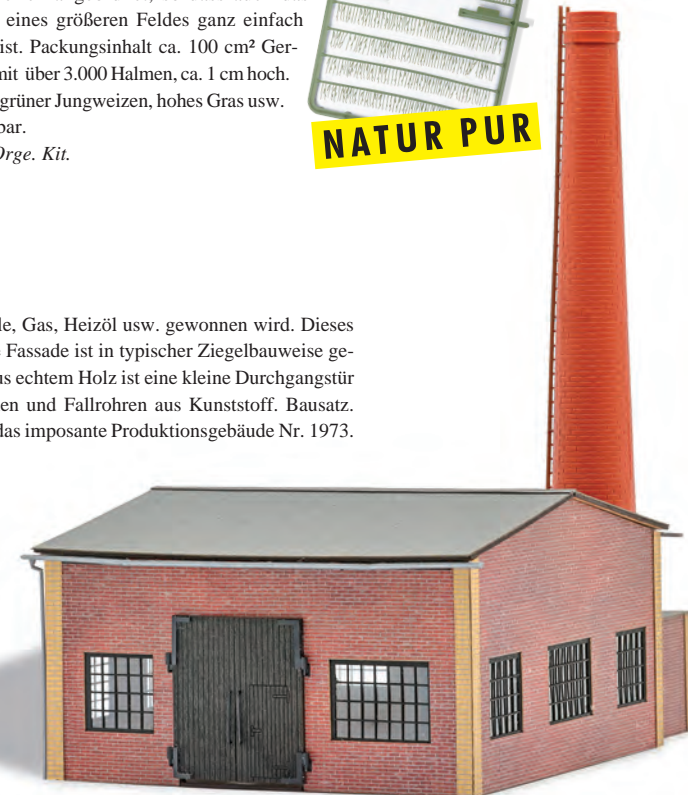 eines größeren Feldes ganz einfach
ist. Packungsinhalt ca. 100 cm² Ger-
mit über 3.000 Halmen, ca. 1 cm hoch.
grüner Jungweizen, hohes Gras usw.
bar.
Orge. Kit.
NATUR PUR
le, Gas, Heizöl usw. gewonnen wird. Dieses
e Fassade ist in typischer Ziegelbauweise ge-
us echtem Holz ist eine kleine Durchgangstür
en und Fallrohren aus Kunststoff. Bausatz.
das imposante Produktionsgebäude Nr. 1973.